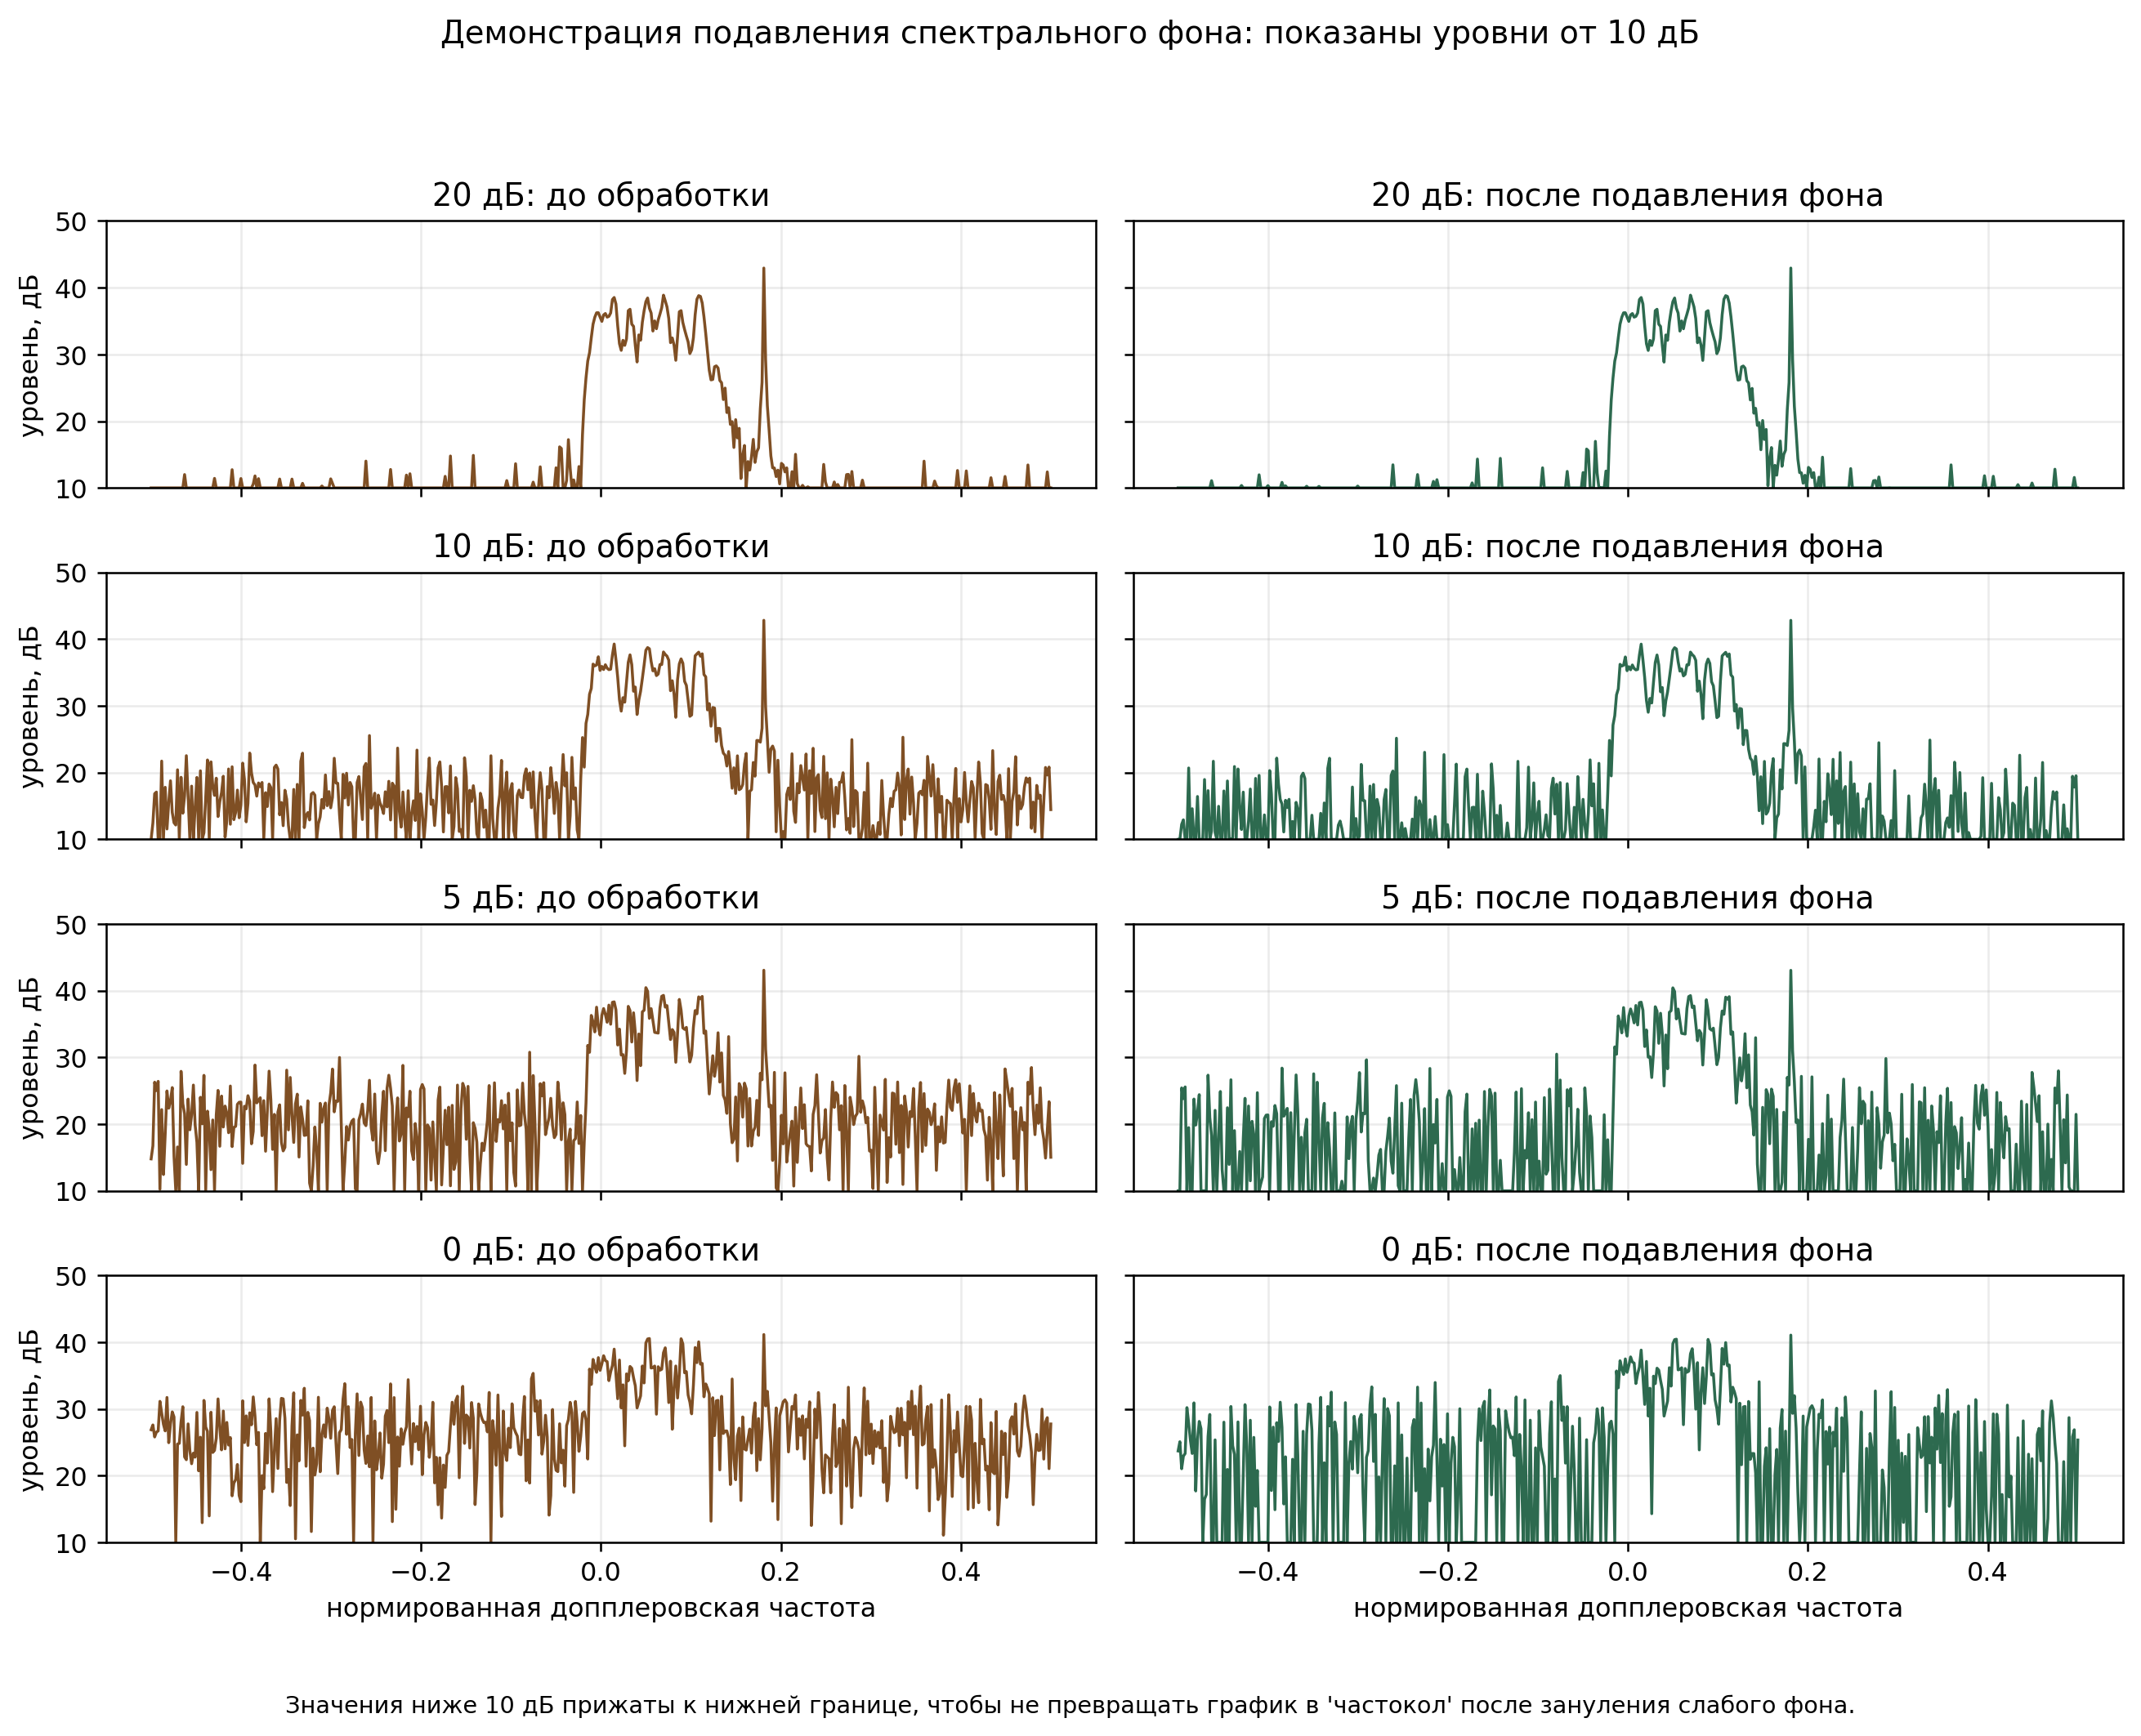 Демонстрация подавления спектрального фона: показаны уровни от 10 дБ
20 дБ: до обработки
20 дБ: после подавления фона
50
40
30
20
10
уровень, дБ
10 дБ: до обработки
10 дБ: после подавления фона
50
40
30
20
10
уровень, дБ
5 дБ: до обработки
5 дБ: после подавления фона
50
40
30
20
10
уровень, дБ
0 дБ: до обработки
0 дБ: после подавления фона
50
40
30
20
10
уровень, дБ
−0.4 −0.2 0.0 0.2 0.4
−0.4 −0.2 0.0 0.2 0.4
нормированная допплеровская частота
нормированная допплеровская частота
Значения ниже 10 дБ прижаты к нижней границе, чтобы не превращать график в 'частокол' после зануления слабого фона.